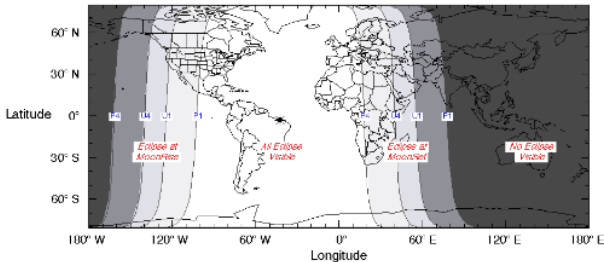 60° N
30° N
Latitude
0°
P4 U4 U1 P1 P4 U4 U1 P1
Eclipse at
MoonRise
All Eclipse
Visible
Eclipse at
MoonSet
No Eclipse
Visible
30° S
60° S
180° W 120° W 60° W 0° 60° E 120° E 180° E
Longitude